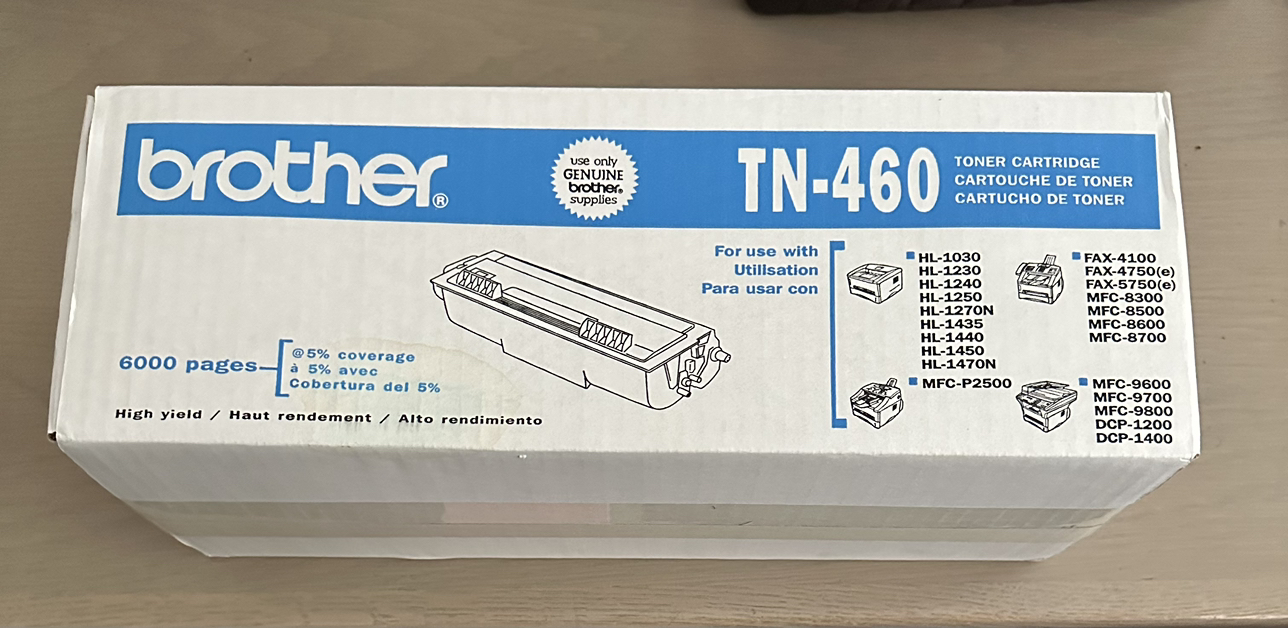 brother®
use only
GENUINE
brother®
supplies
TN-460
TONER CARTRIDGE
CARTOUCHE DE TONER
CARTUCHO DE TONER
For use with
Utilisation
Para usar con
HL-1030
HL-1230
HL-1240
HL-1250
HL-1270N
HL-1435
HL-1440
HL-1450
HL-1470N
FAX-4100
FAX-4750(e)
FAX-5750(e)
MFC-8300
MFC-8500
MFC-8600
MFC-8700
MFC-P2500
MFC-9600
MFC-9700
MFC-9800
DCP-1200
DCP-1400
6000 pages
@5% coverage
à 5% avec
Cobertura del 5%
High yield / Haut rendement / Alto rendimiento